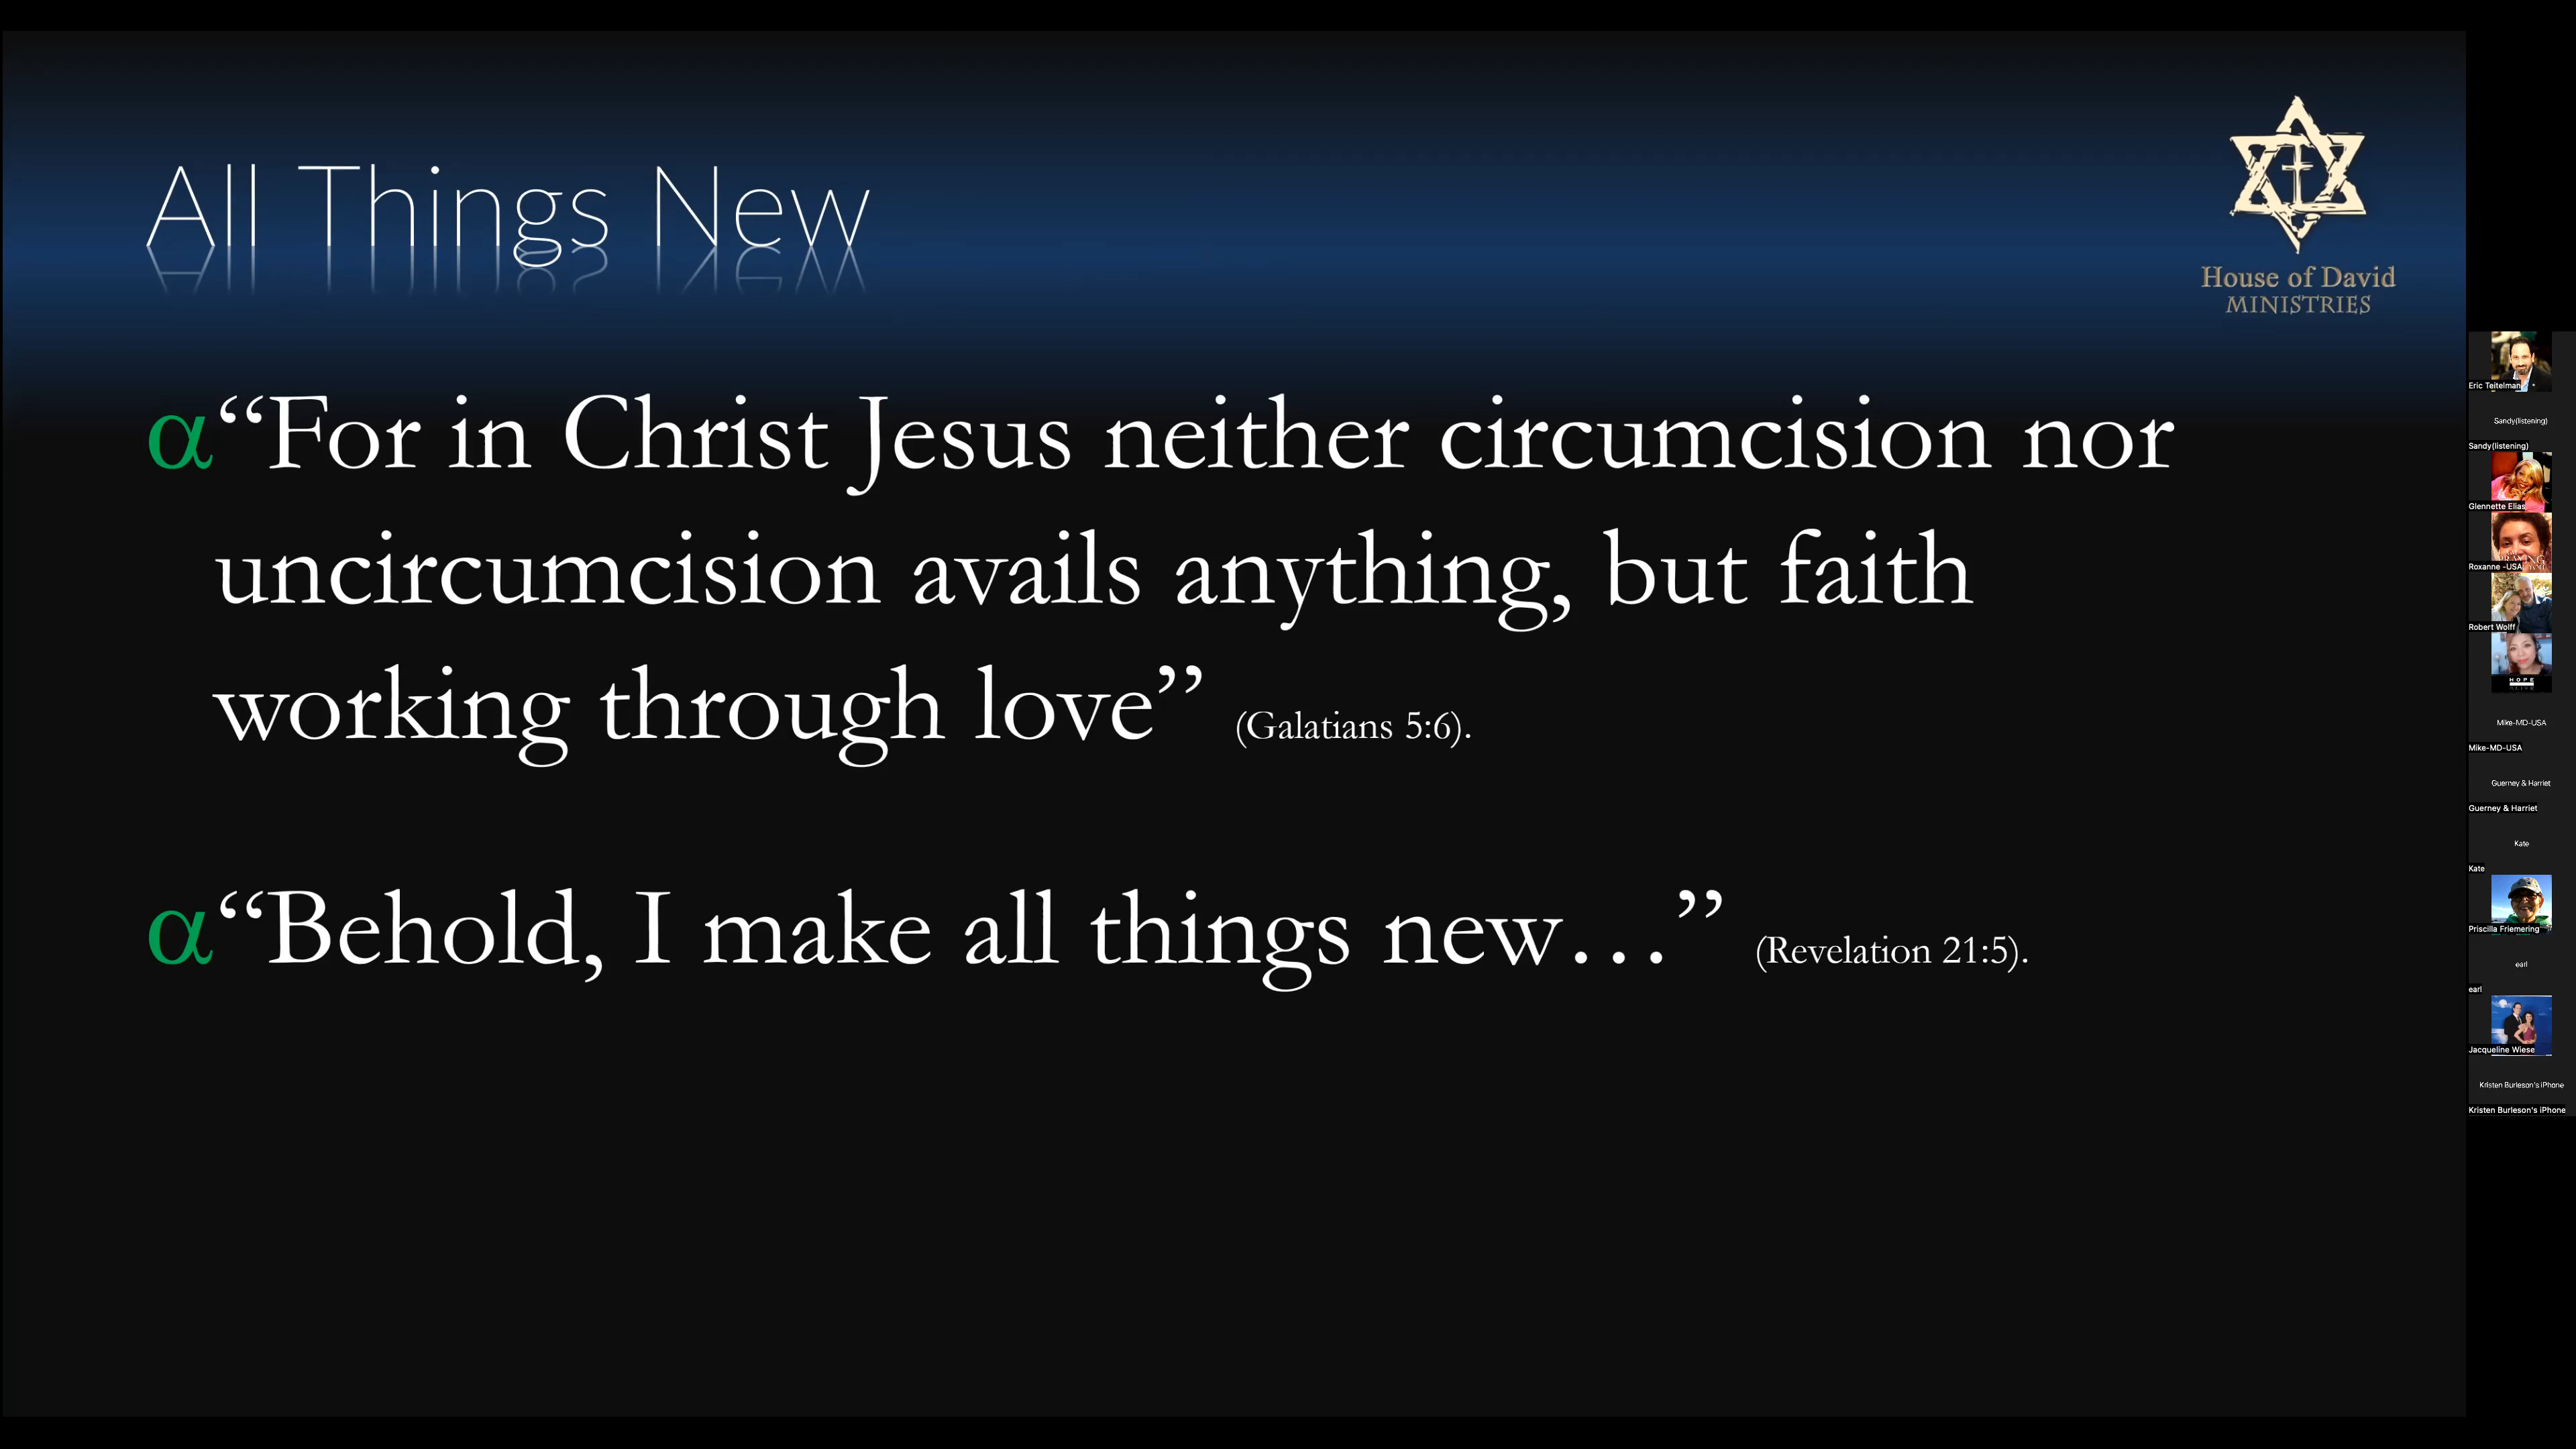 All Things New
House of David
MINISTRIES
α“For in Christ Jesus neither circumcision nor
uncircumcision avails anything, but faith
working through love” (Galatians 5:6).
α“Behold, I make all things new…” (Revelation 21:5).
Eric Teitelman
Sandy(listening)
Sandy(listening)
Glennette Elias
Roxanne -USA
Robert Wolff
HOPE
Mike-MD-USA
Mike-MD-USA
Guerney & Harriet
Guerney & Harriet
Kate
Kate
Priscilla Friemering
earl
earl
Jacqueline Wiese
Kristen Burleson's iPhone
Kristen Burleson's iPhone